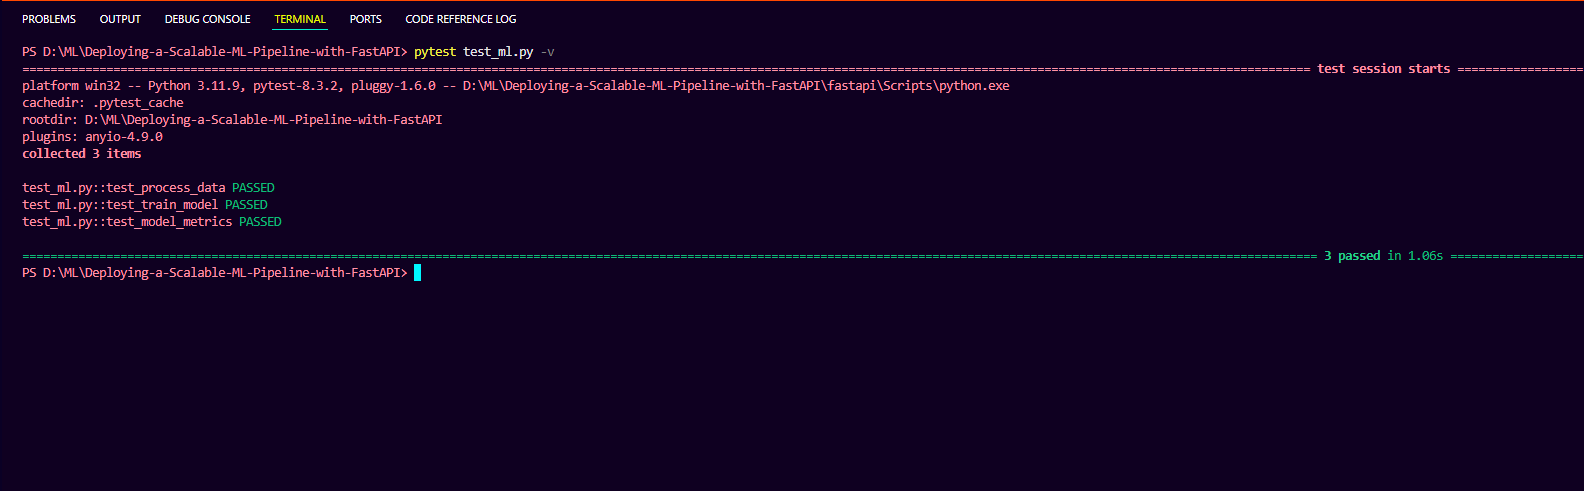 PROBLEMS OUTPUT DEBUG CONSOLE TERMINAL PORTS CODE REFERENCE LOG
PS D:\ML\Deploying-a-Scalable-ML-Pipeline-with-FastAPI> pytest test_ml.py -v
test session starts
platform win32 -- Python 3.11.9, pytest-8.3.2, pluggy-1.6.0 -- D:\ML\Deploying-a-Scalable-ML-Pipeline-with-FastAPI\fastapi\Scripts\python.exe
cachedir: .pytest_cache
rootdir: D:\ML\Deploying-a-Scalable-ML-Pipeline-with-FastAPI
plugins: anyio-4.9.0
collected 3 items
test_ml.py::test_process_data PASSED
test_ml.py::test_train_model PASSED
test_ml.py::test_model_metrics PASSED
3 passed in 1.06s
PS D:\ML\Deploying-a-Scalable-ML-Pipeline-with-FastAPI>